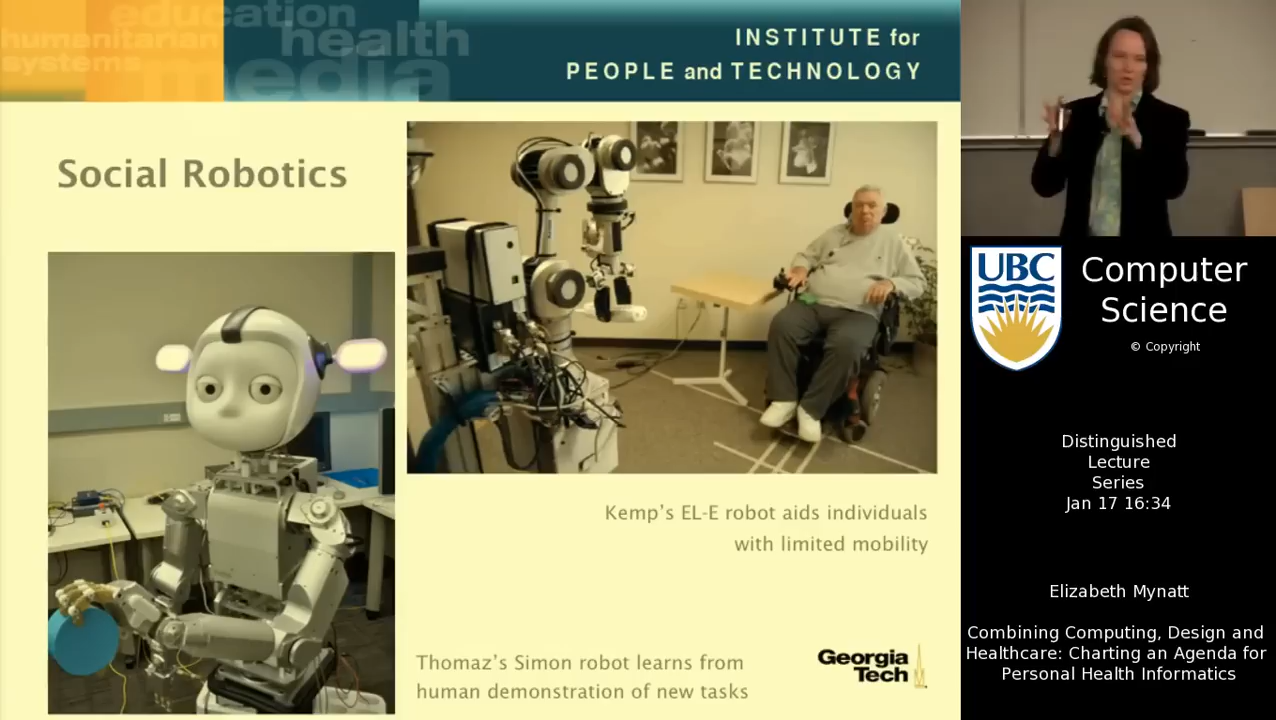 education
humanitarian
health
systems
media
INSTITUTE for
PEOPLE and TECHNOLOGY
Social Robotics
Kemp's EL-E robot aids individuals
with limited mobility
Thomaz's Simon robot learns from
human demonstration of new tasks
Georgia
Tech
UBC
Computer
Science
© Copyright
Distinguished
Lecture
Series
Jan 17 16:34
Elizabeth Mynatt
Combining Computing, Design and
Healthcare: Charting an Agenda for
Personal Health Informatics